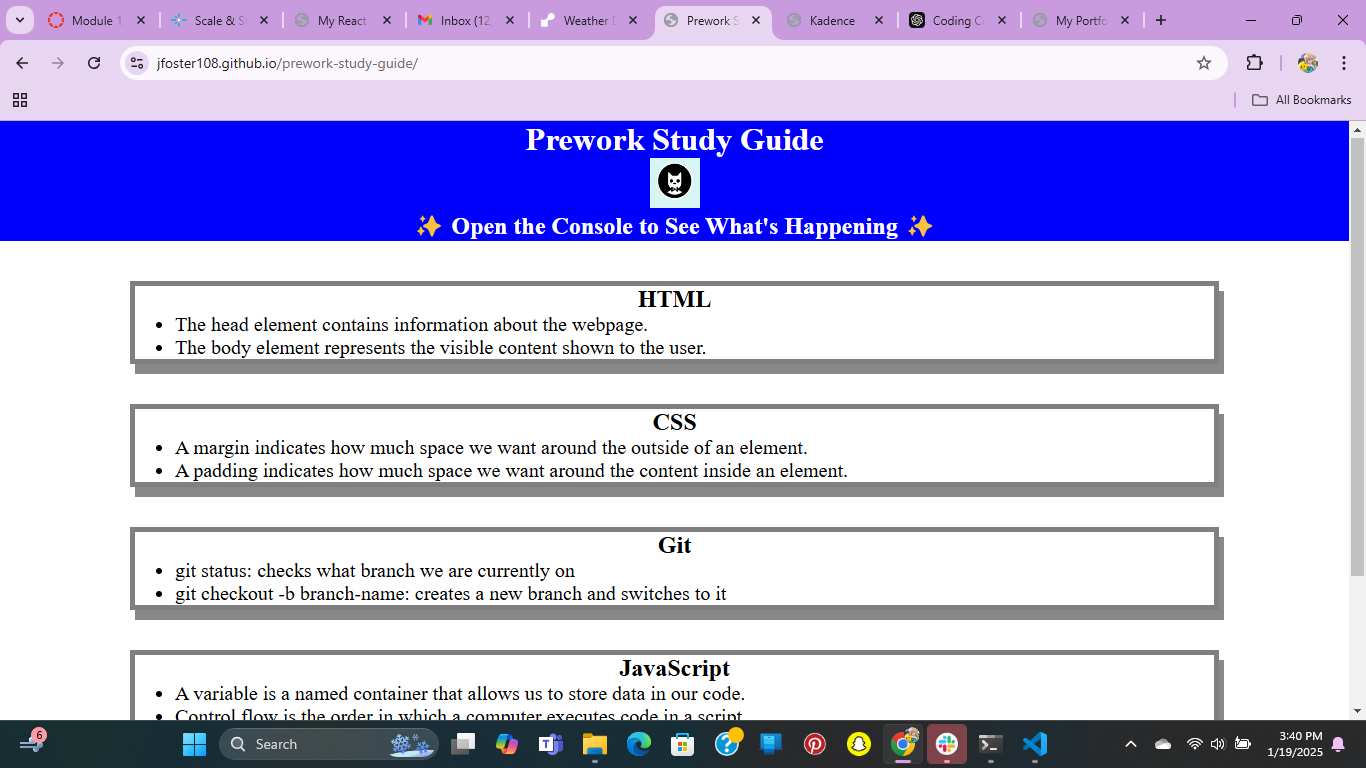 Module 1
Scale & S
My React
Inbox (12
Weather
Prework S
Kadence
Coding C
My Portfo
jfoster108.github.io/prework-study-guide/
All Bookmarks
Prework Study Guide
✨ Open the Console to See What's Happening ✨
HTML
• The head element contains information about the webpage.
• The body element represents the visible content shown to the user.
CSS
• A margin indicates how much space we want around the outside of an element.
• A padding indicates how much space we want around the content inside an element.
Git
• git status: checks what branch we are currently on
• git checkout -b branch-name: creates a new branch and switches to it
JavaScript
• A variable is a named container that allows us to store data in our code.
• Control flow is the order in which a computer executes code in a script.
6
Search
3:40 PM
1/19/2025